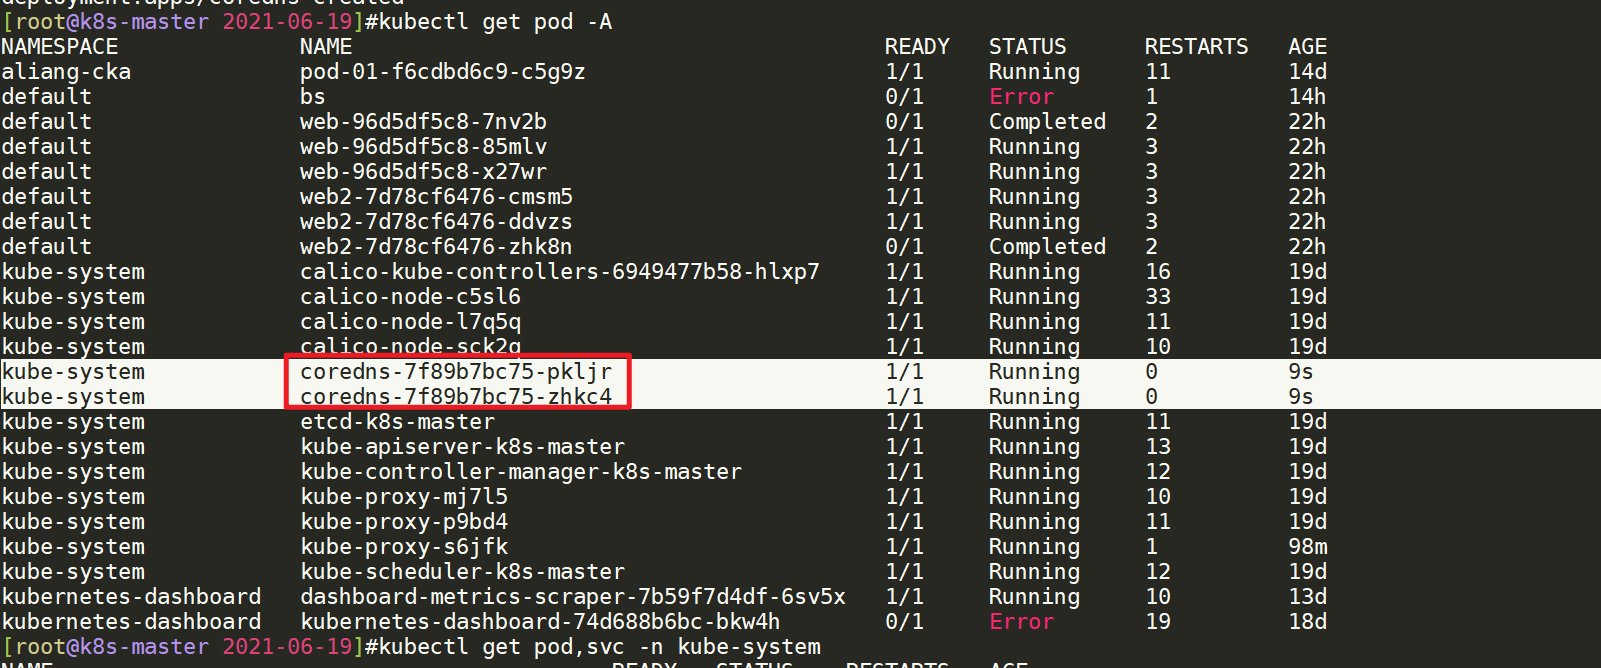 deployment.apps/coredns created
[root@k8s-master 2021-06-19]#kubectl get pod -A
NAMESPACE NAME READY STATUS RESTARTS AGE
aliang-cka pod-01-f6cdbd6c9-c5g9z 1/1 Running 11 14d
default bs 0/1 Error 1 14h
default web-96d5df5c8-7nv2b 0/1 Completed 2 22h
default web-96d5df5c8-85mlv 1/1 Running 3 22h
default web-96d5df5c8-x27wr 1/1 Running 3 22h
default web2-7d78cf6476-cmsm5 1/1 Running 3 22h
default web2-7d78cf6476-ddvzs 1/1 Running 3 22h
default web2-7d78cf6476-zhk8n 0/1 Completed 2 22h
kube-system calico-kube-controllers-6949477b58-hlxp7 1/1 Running 16 19d
kube-system calico-node-c5sl6 1/1 Running 33 19d
kube-system calico-node-l7q5q 1/1 Running 11 19d
kube-system calico-node-sck2q 1/1 Running 10 19d
kube-system coredns-7f89b7bc75-pkljr 1/1 Running 0 9s
kube-system coredns-7f89b7bc75-zhkc4 1/1 Running 0 9s
kube-system etcd-k8s-master 1/1 Running 11 19d
kube-system kube-apiserver-k8s-master 1/1 Running 13 19d
kube-system kube-controller-manager-k8s-master 1/1 Running 12 19d
kube-system kube-proxy-mj7l5 1/1 Running 10 19d
kube-system kube-proxy-p9bd4 1/1 Running 11 19d
kube-system kube-proxy-s6jfk 1/1 Running 1 98m
kube-system kube-scheduler-k8s-master 1/1 Running 12 19d
kubernetes-dashboard dashboard-metrics-scraper-7b59f7d4df-6sv5x 1/1 Running 10 13d
kubernetes-dashboard kubernetes-dashboard-74d688b6bc-bkw4h 0/1 Error 19 18d
[root@k8s-master 2021-06-19]#kubectl get pod,svc -n kube-system
NAME READY STATUS RESTARTS AGE